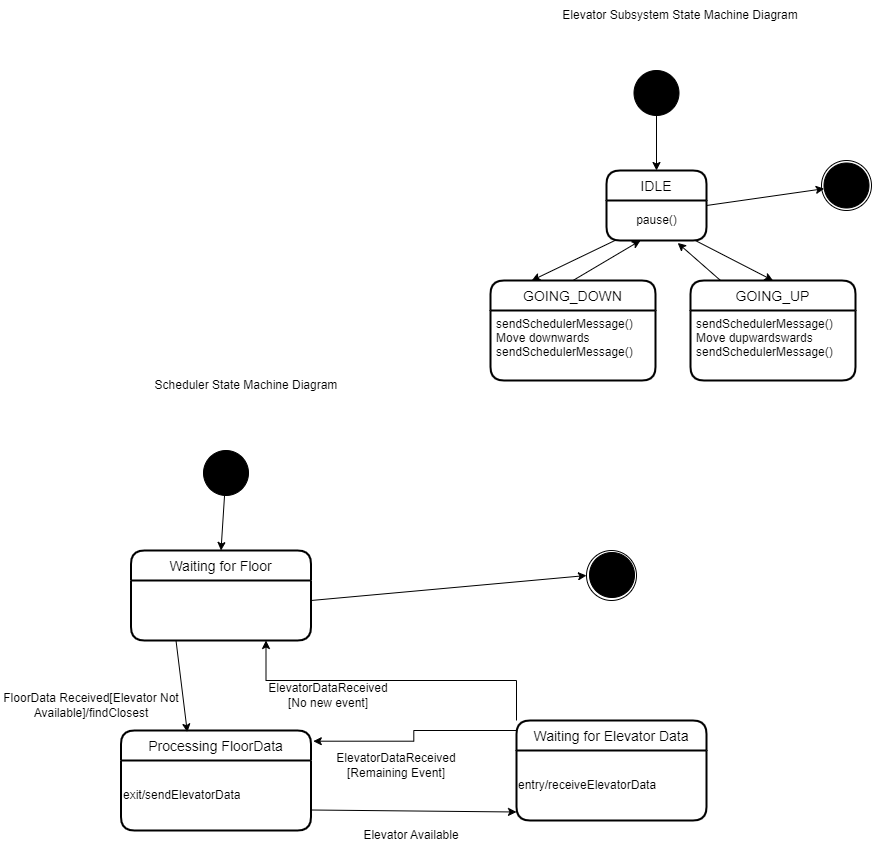 Elevator Subsystem State Machine Diagram
IDLE
pause()
GOING_DOWN
sendSchedulerMessage()
Move downwards
sendSchedulerMessage()
GOING_UP
sendSchedulerMessage()
Move dupwardswards
sendSchedulerMessage()
Scheduler State Machine Diagram
Waiting for Floor
FloorData Received[Elevator Not
Available]/findClosest
ElevatorDataReceived
[No new event]
Processing FloorData
exit/sendElevatorData
ElevatorDataReceived
[Remaining Event]
Waiting for Elevator Data
entry/receiveElevatorData
Elevator Available